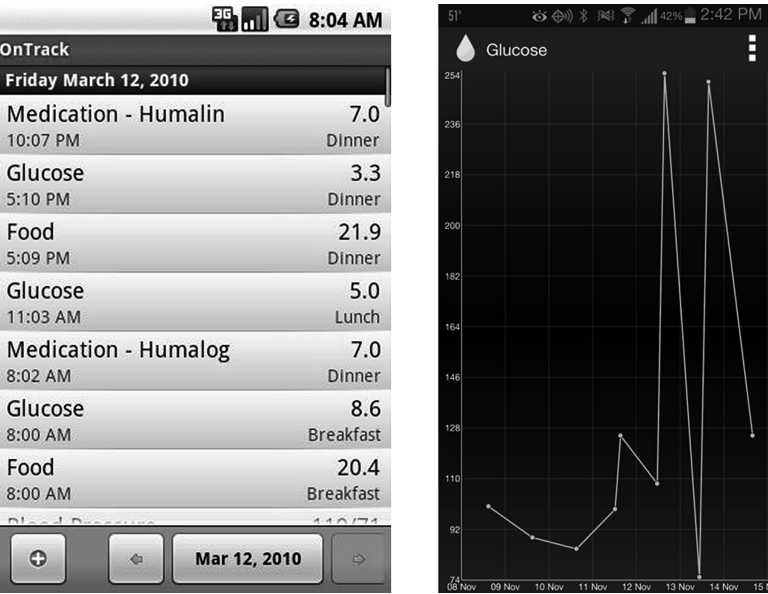 3G 8:04 AM
OnTrack
Friday March 12, 2010
Medication - Humalin 7.0
10:07 PM Dinner
Glucose 3.3
5:10 PM Dinner
Food 21.9
5:09 PM Dinner
Glucose 5.0
11:03 AM Lunch
Medication - Humalog 7.0
8:02 AM Dinner
Glucose 8.6
8:00 AM Breakfast
Food 20.4
8:00 AM Breakfast
Blood Pressure 119/71
Mar 12, 2010
51° 42% 2:42 PM
Glucose
254
236
218
200
182
164
146
128
110
92
74
08 Nov 09 Nov 10 Nov 11 Nov 12 Nov 13 Nov 14 Nov 15 N